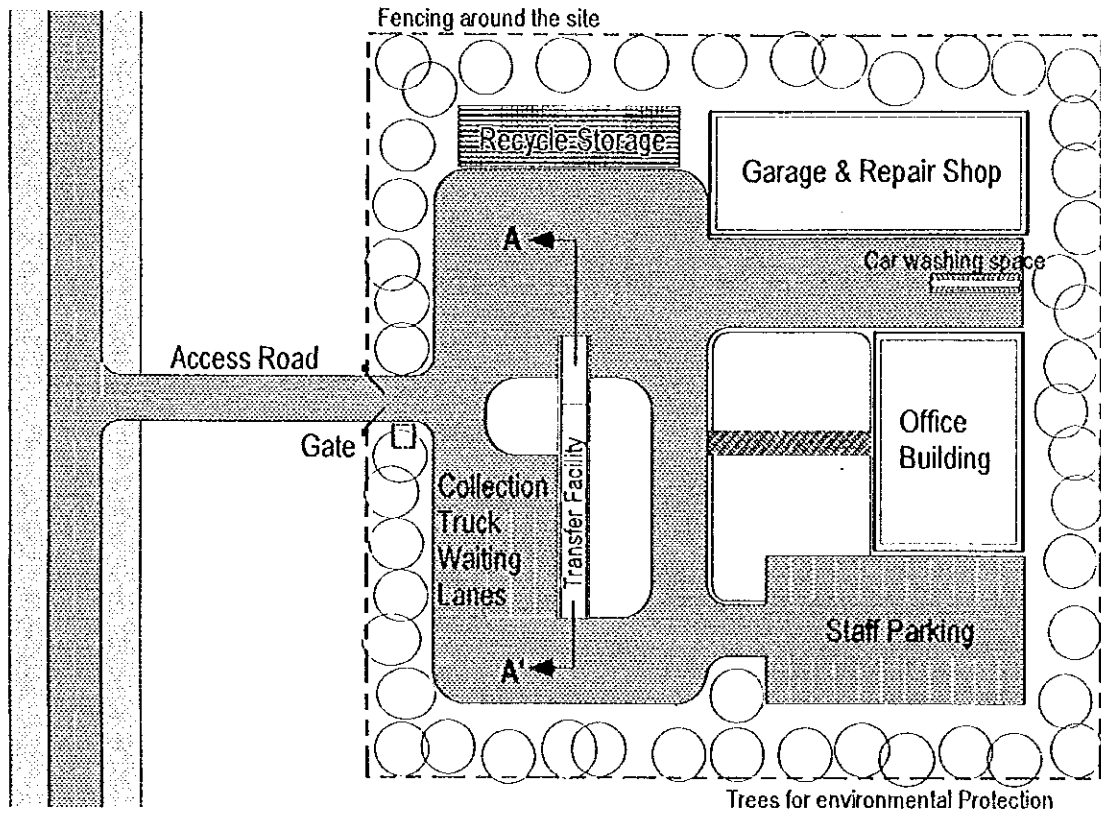 Fencing around the site
Recycle Storage
Garage & Repair Shop
A
Car washing space
Access Road
Gate
Office
Building
Collection
Truck
Waiting
Lanes
Transfer Facility
Staff Parking
A'
Trees for environmental Protection